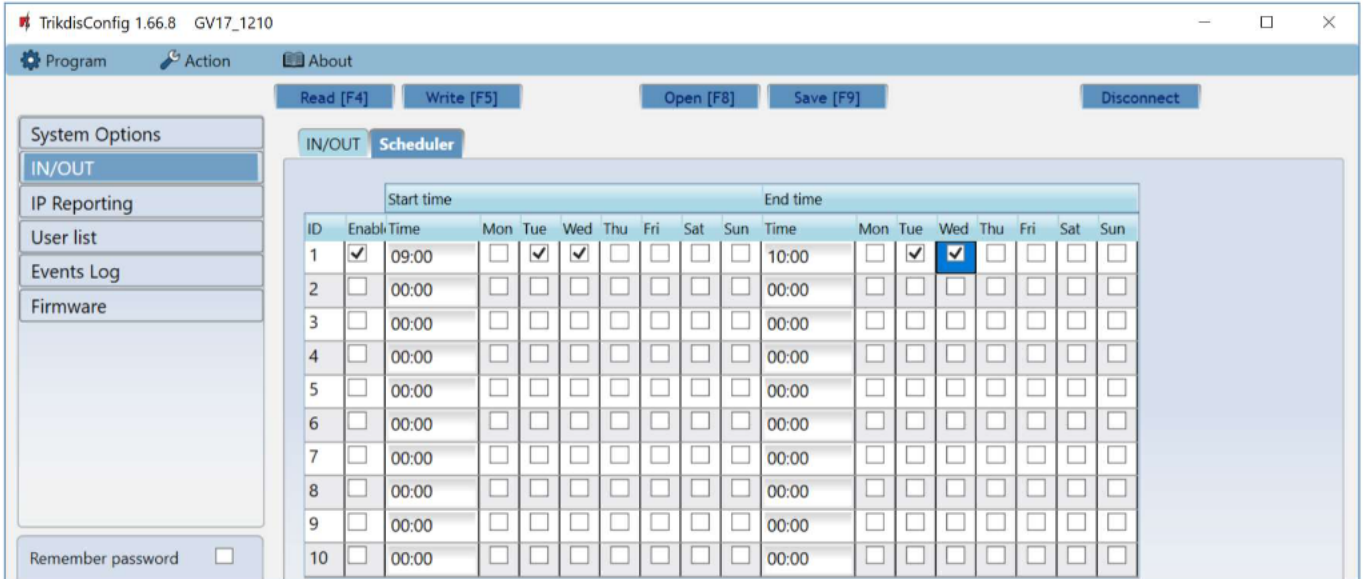 TrikdisConfig 1.66.8 GV17_1210
Program Action About
Read [F4] Write [F5] Open [F8] Save [F9] Disconnect
System Options
IN/OUT
IP Reporting
User list
Events Log
Firmware
Remember password
IN/OUT Scheduler
Start time End time
ID Enabl Time Mon Tue Wed Thu Fri Sat Sun Time Mon Tue Wed Thu Fri Sat Sun
1 09:00 10:00
2 00:00 00:00
3 00:00 00:00
4 00:00 00:00
5 00:00 00:00
6 00:00 00:00
7 00:00 00:00
8 00:00 00:00
9 00:00 00:00
10 00:00 00:00